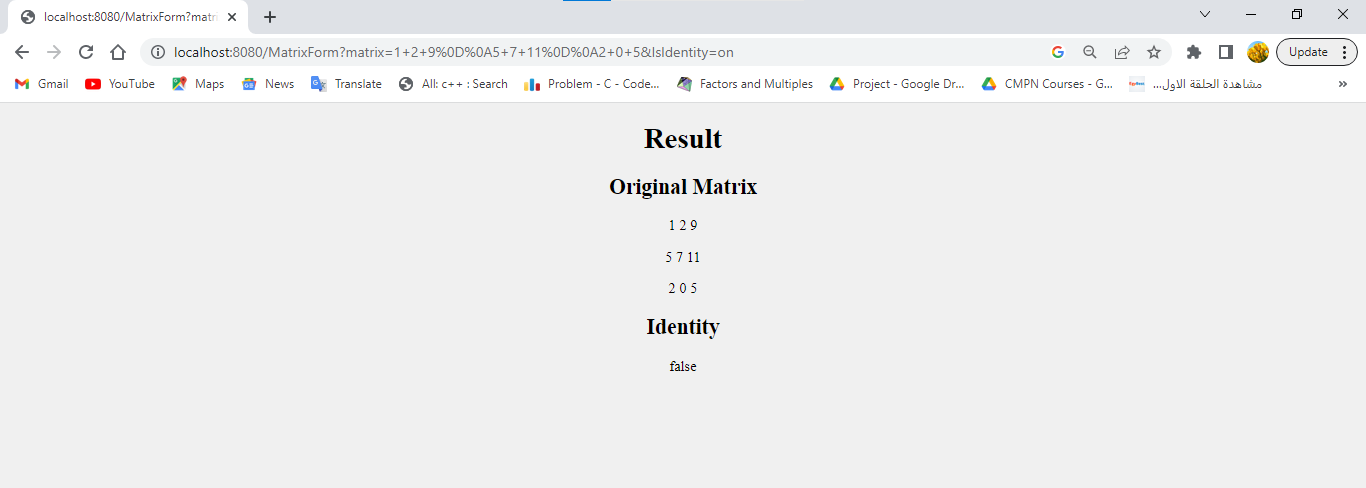 localhost:8080/MatrixForm?matr
localhost:8080/MatrixForm?matrix=1+2+9%0D%0A5+7+11%0D%0A2+0+5&IsIdentity=on
Update
Gmail YouTube Maps News Translate All: c++ : Search Problem - C - Code... Factors and Multiples Project - Google Dr... CMPN Courses - G... مشاهدة الحلقة الاول... »
Result
Original Matrix
1 2 9
5 7 11
2 0 5
Identity
false